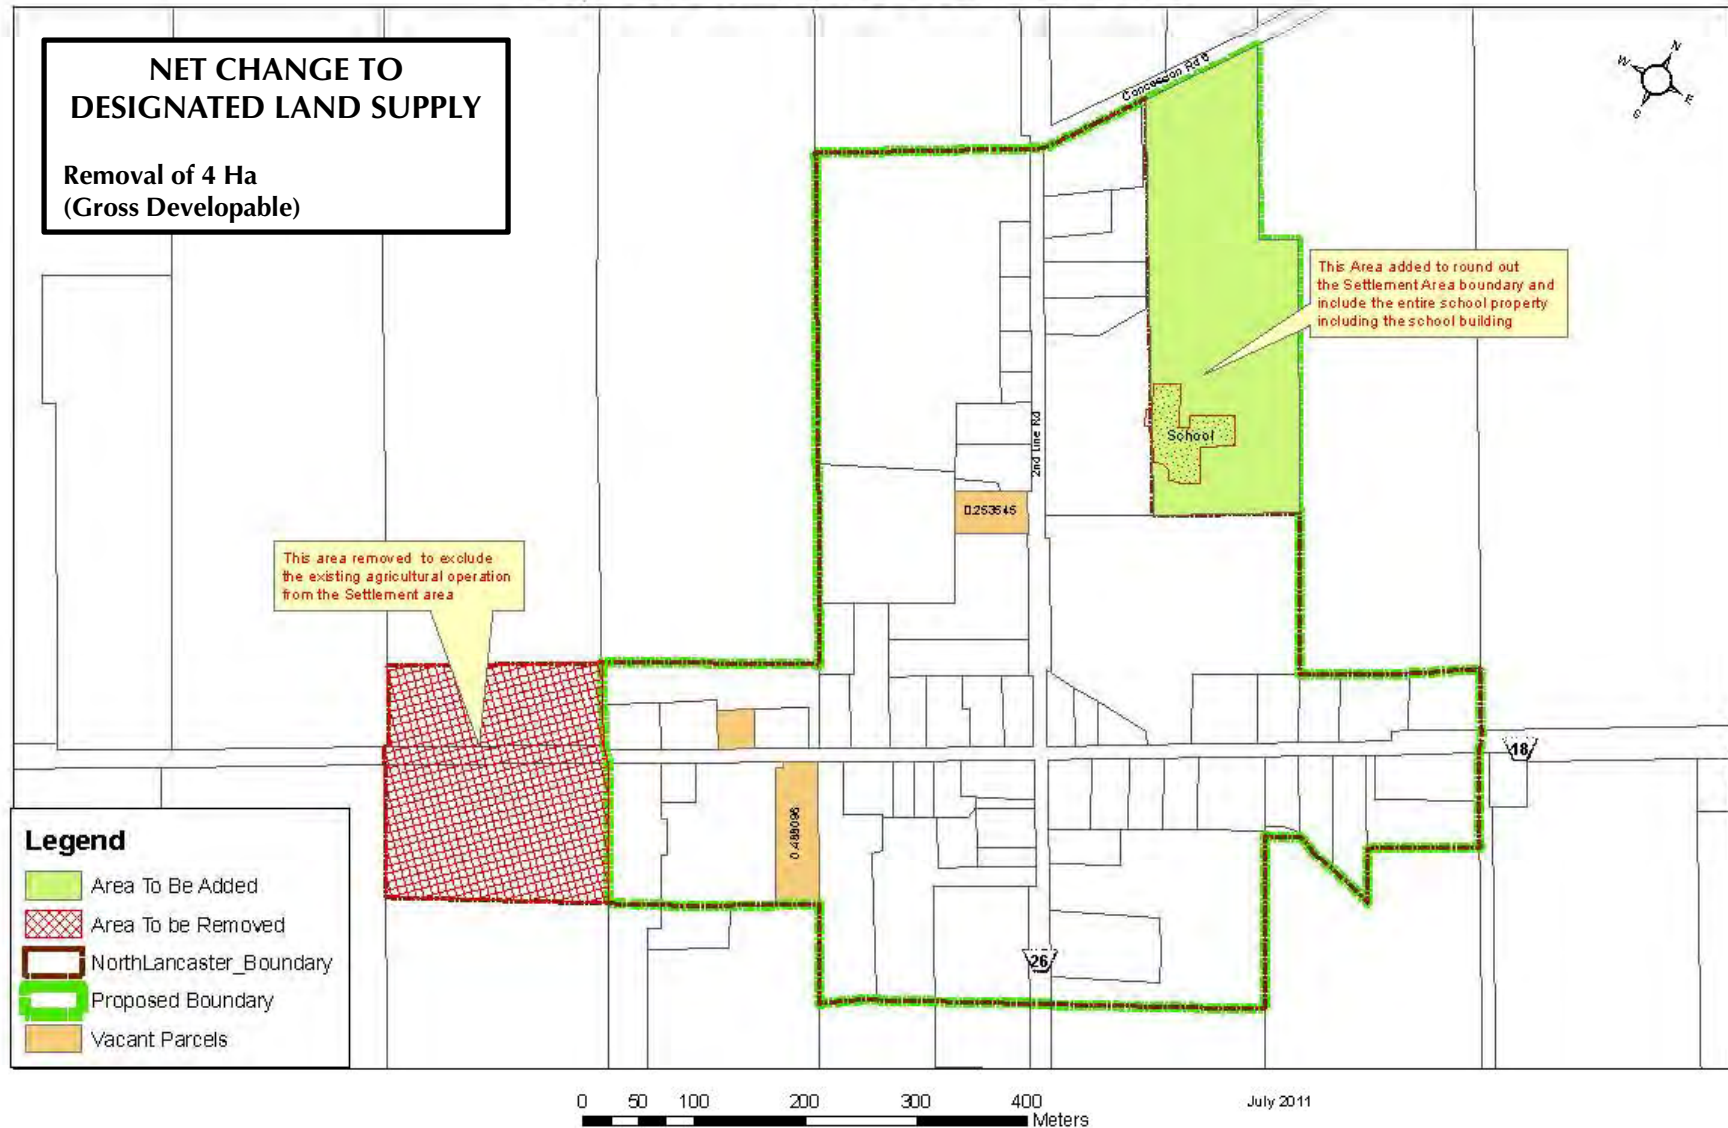 NET CHANGE TO
DESIGNATED LAND SUPPLY
Removal of 4 Ha
(Gross Developable)
Concession Rd 6
N
W
E
S
This Area added to round out
the Settlement Area boundary and
include the entire school property
including the school building
2nd Line Rd
School
0.253545
This area removed to exclude
the existing agricultural operation
from the Settlement area
18
0.488096
26
Legend
Area To Be Added
Area To be Removed
NorthLancaster_Boundary
Proposed Boundary
Vacant Parcels
0 50 100 200 300 400
Meters
July 2011